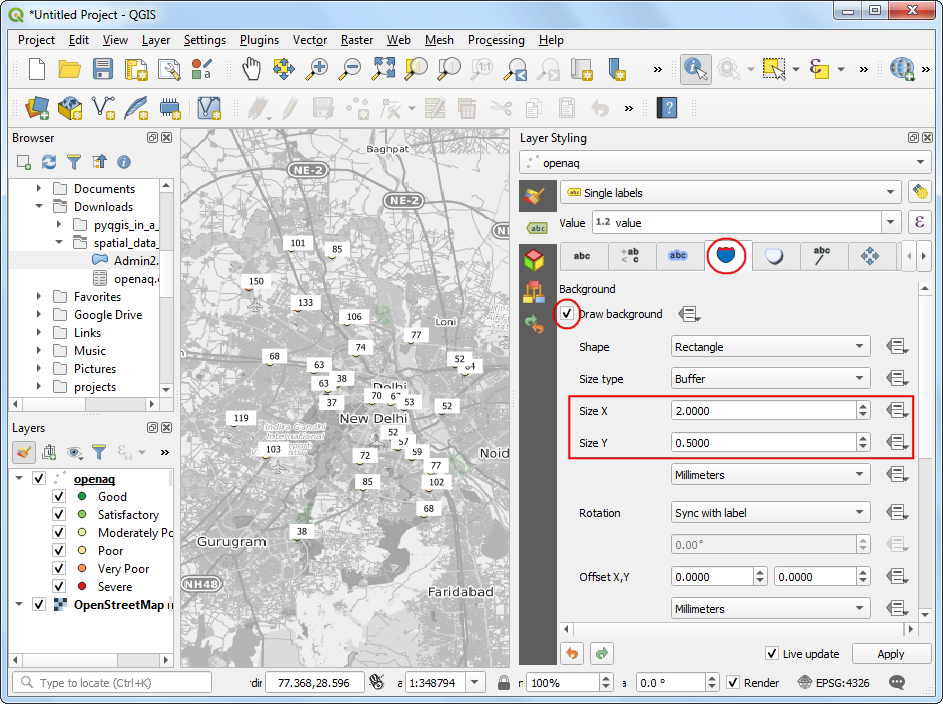 *Untitled Project - QGIS
Project Edit View Layer Settings Plugins Vector Raster Web Mesh Processing Help
Browser
Documents
Downloads
pyqgis_in_a_
spatial_data_
Admin2.
openaq.
Favorites
Google Drive
Links
Music
Pictures
projects
Layers
openaq
Good
Satisfactory
Moderately Po
Poor
Very Poor
Severe
OpenStreetMap
Baghpat
NE-2
NE-2
101
85
150
133
106
Loni
77
74
68
52
63
63
38
Delhi
70
53
37
52
119
New Delhi
52
Indira Gandhi
International
103
59
72
Noid
77
85
102
68
38
Gurugram
NH48
Faridabad
Layer Styling
openaq
abc Single labels
Value 1.2 value ε
abc
abc
+ab
< c
abc
abc
Background
Draw background
Shape Rectangle
Size type Buffer
Size X 2.0000
Size Y 0.5000
Millimeters
Rotation Sync with label
0.00 °
Offset X,Y 0.0000 0.0000
Millimeters
Live update Apply
Type to locate (Ctrl+K)
77.368,28.596
1:348794
100%
0.0 °
Render
EPSG:4326